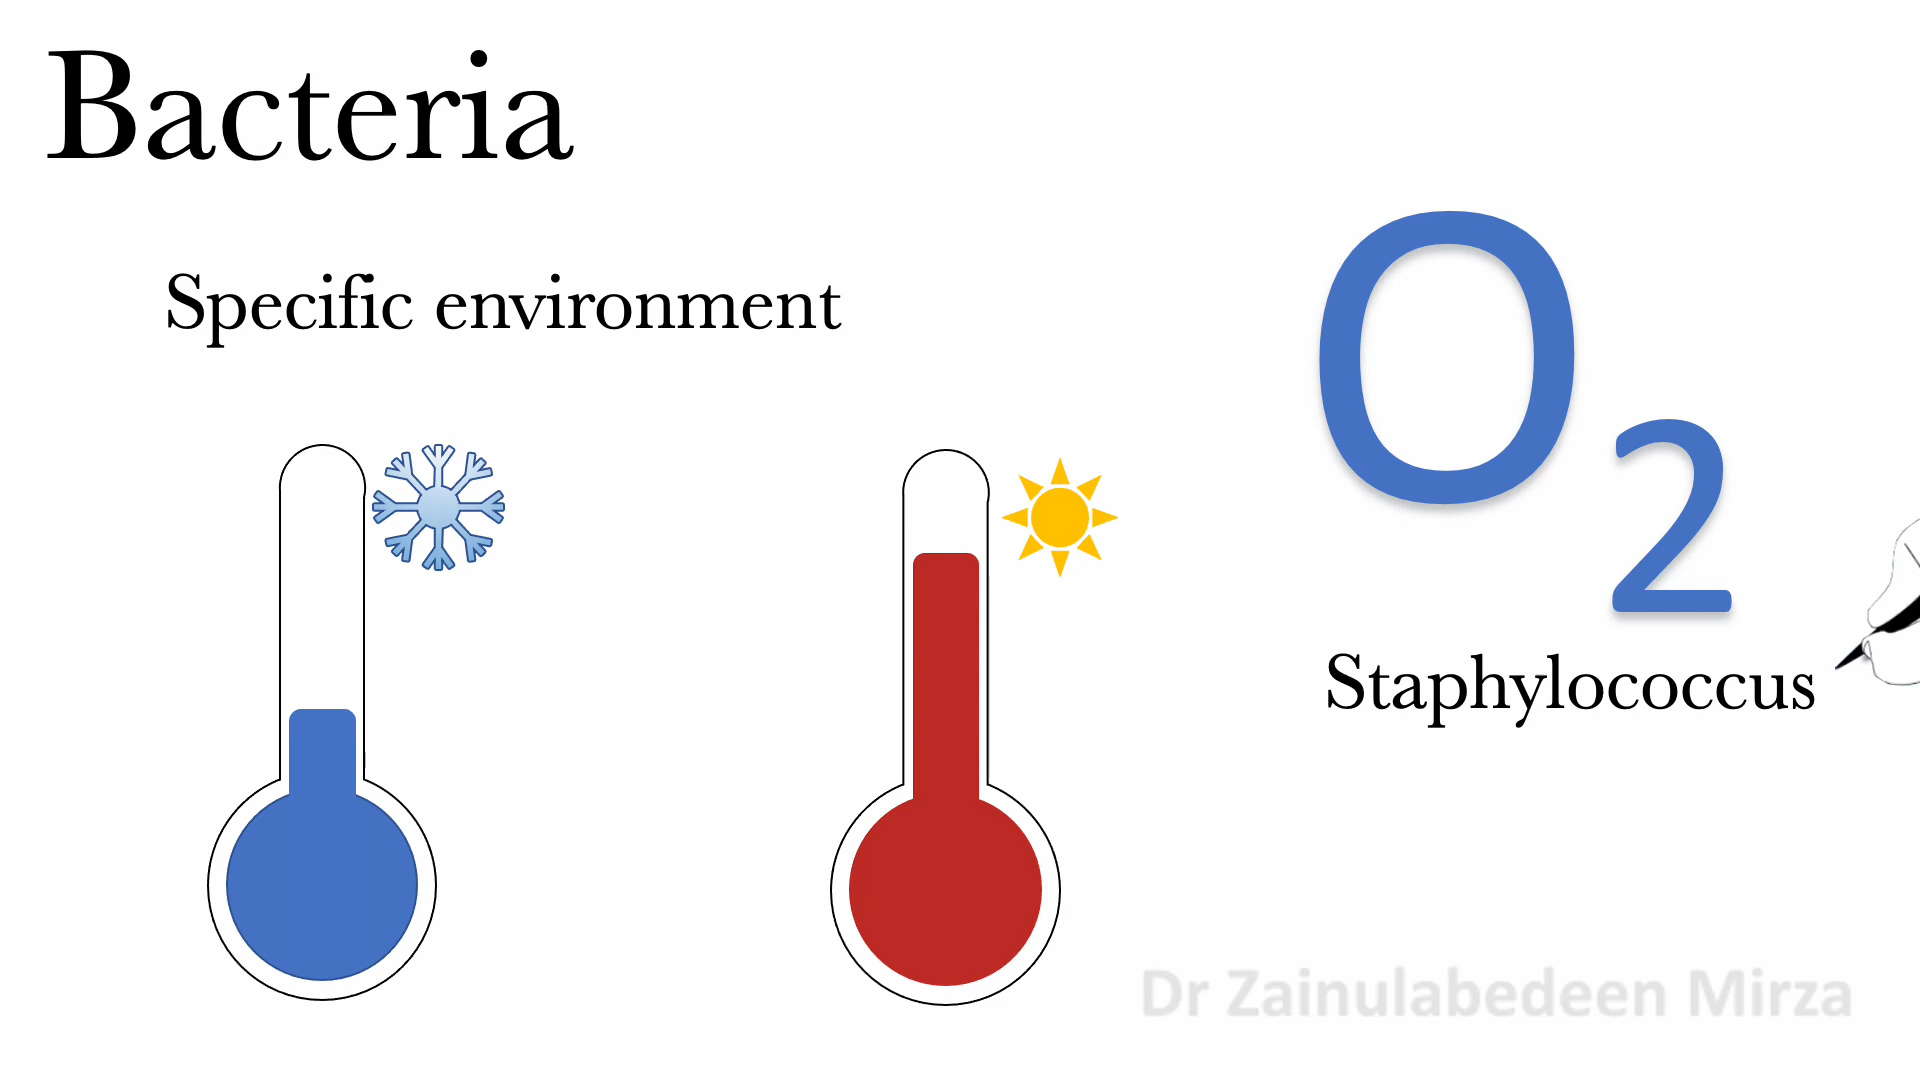 Bacteria
Specific environment
O2
Staphylococcus
Dr Zainulabedeen Mirza